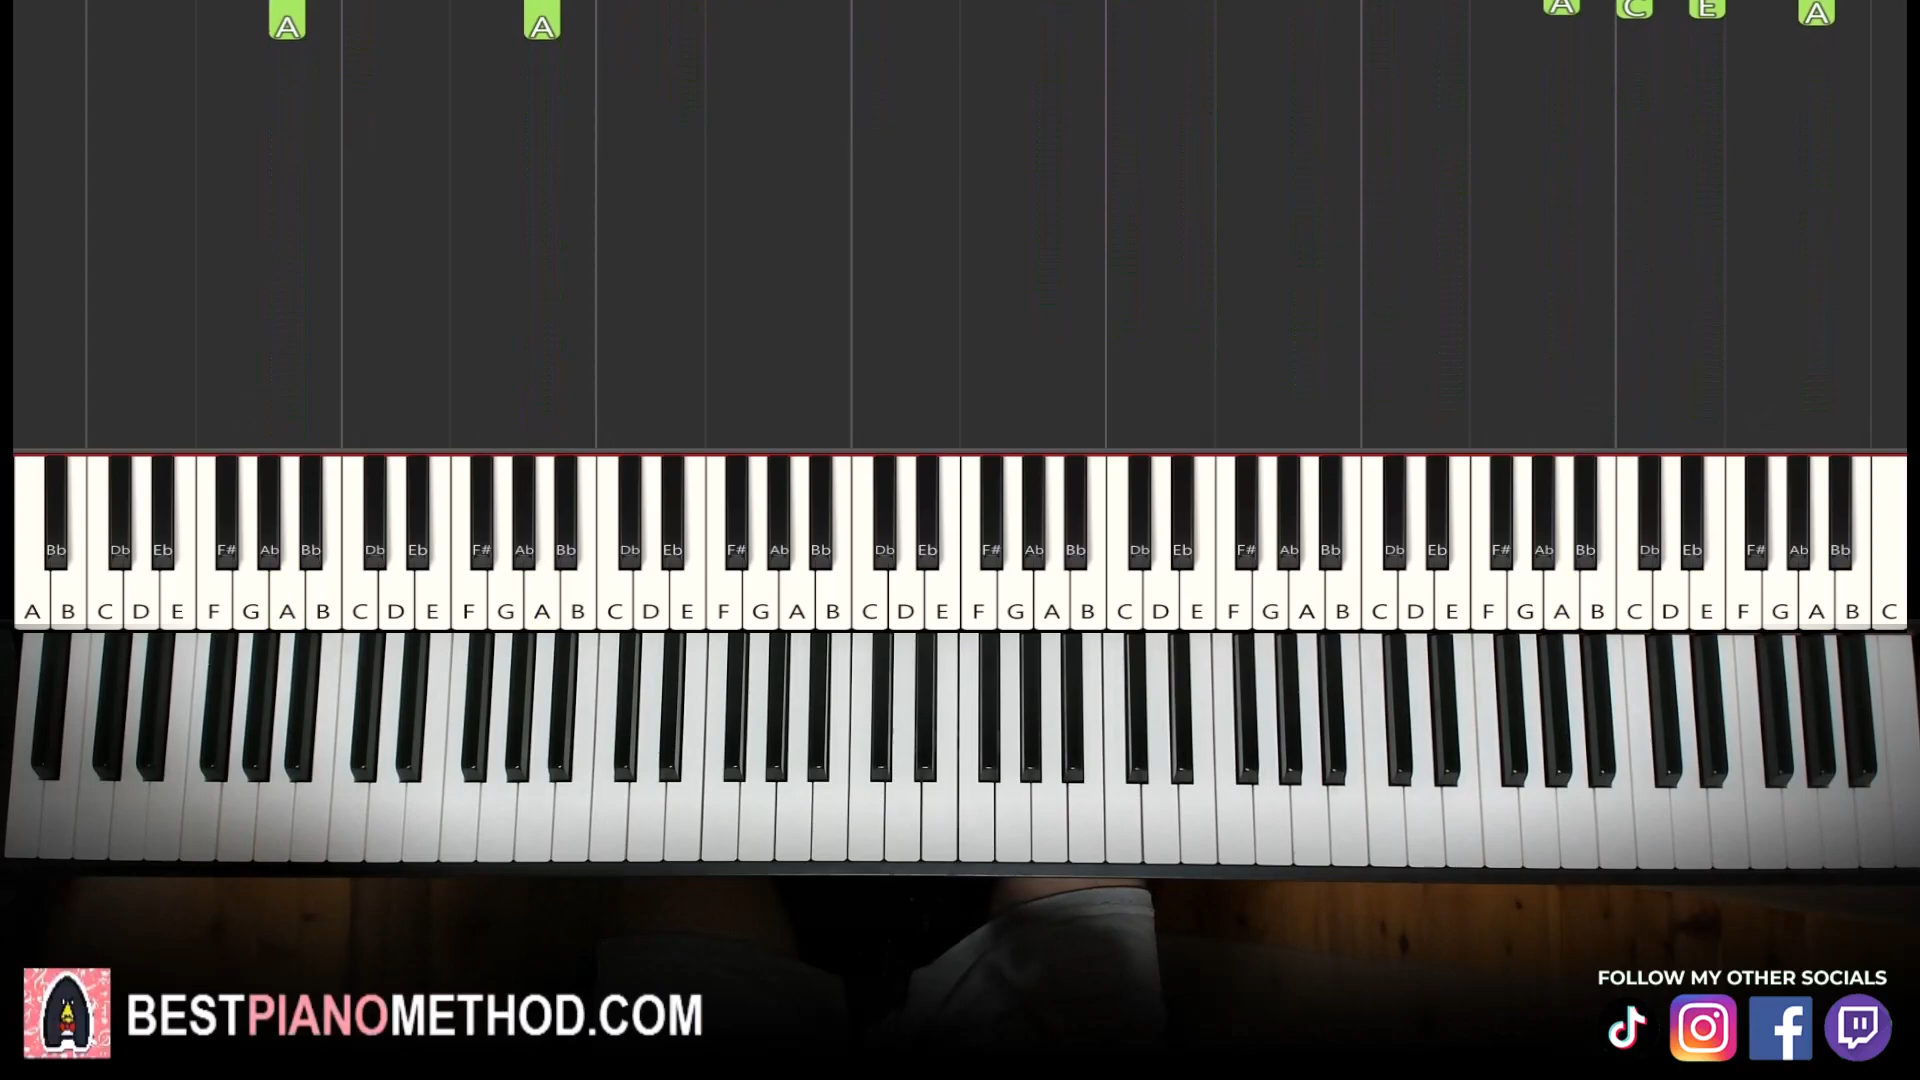 A A A C E A
Bb Db Eb F# Ab Bb Db Eb F# Ab Bb Db Eb F# Ab Bb Db Eb F# Ab Bb Db Eb F# Ab Bb Db Eb F# Ab Bb Db Eb F# Ab Bb
A B C D E F G A B C D E F G A B C D E F G A B C D E F G A B C D E F G A B C D E F G A B C D E F G A B C
FOLLOW MY OTHER SOCIALS
BESTPIANOMETHOD.COM